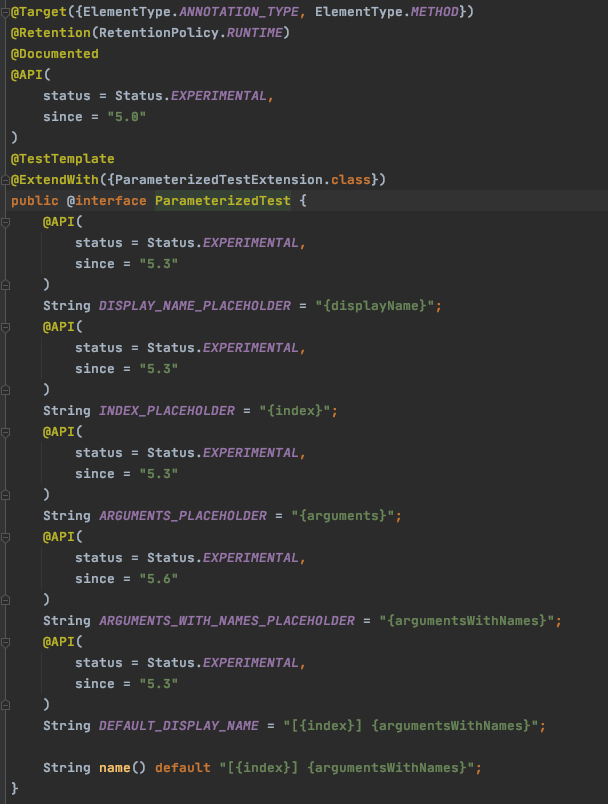 @Target({ElementType.ANNOTATION_TYPE, ElementType.METHOD})
@Retention(RetentionPolicy.RUNTIME)
@Documented
@API(
    status = Status.EXPERIMENTAL,
    since = "5.0"
)
@TestTemplate
@ExtendWith({ParameterizedTestExtension.class})
public @interface ParameterizedTest {
    @API(
        status = Status.EXPERIMENTAL,
        since = "5.3"
    )
    String DISPLAY_NAME_PLACEHOLDER = "{displayName}";
    @API(
        status = Status.EXPERIMENTAL,
        since = "5.3"
    )
    String INDEX_PLACEHOLDER = "{index}";
    @API(
        status = Status.EXPERIMENTAL,
        since = "5.3"
    )
    String ARGUMENTS_PLACEHOLDER = "{arguments}";
    @API(
        status = Status.EXPERIMENTAL,
        since = "5.6"
    )
    String ARGUMENTS_WITH_NAMES_PLACEHOLDER = "{argumentsWithNames}";
    @API(
        status = Status.EXPERIMENTAL,
        since = "5.3"
    )
    String DEFAULT_DISPLAY_NAME = "[{index}] {argumentsWithNames}";

    String name() default "[{index}] {argumentsWithNames}";
}